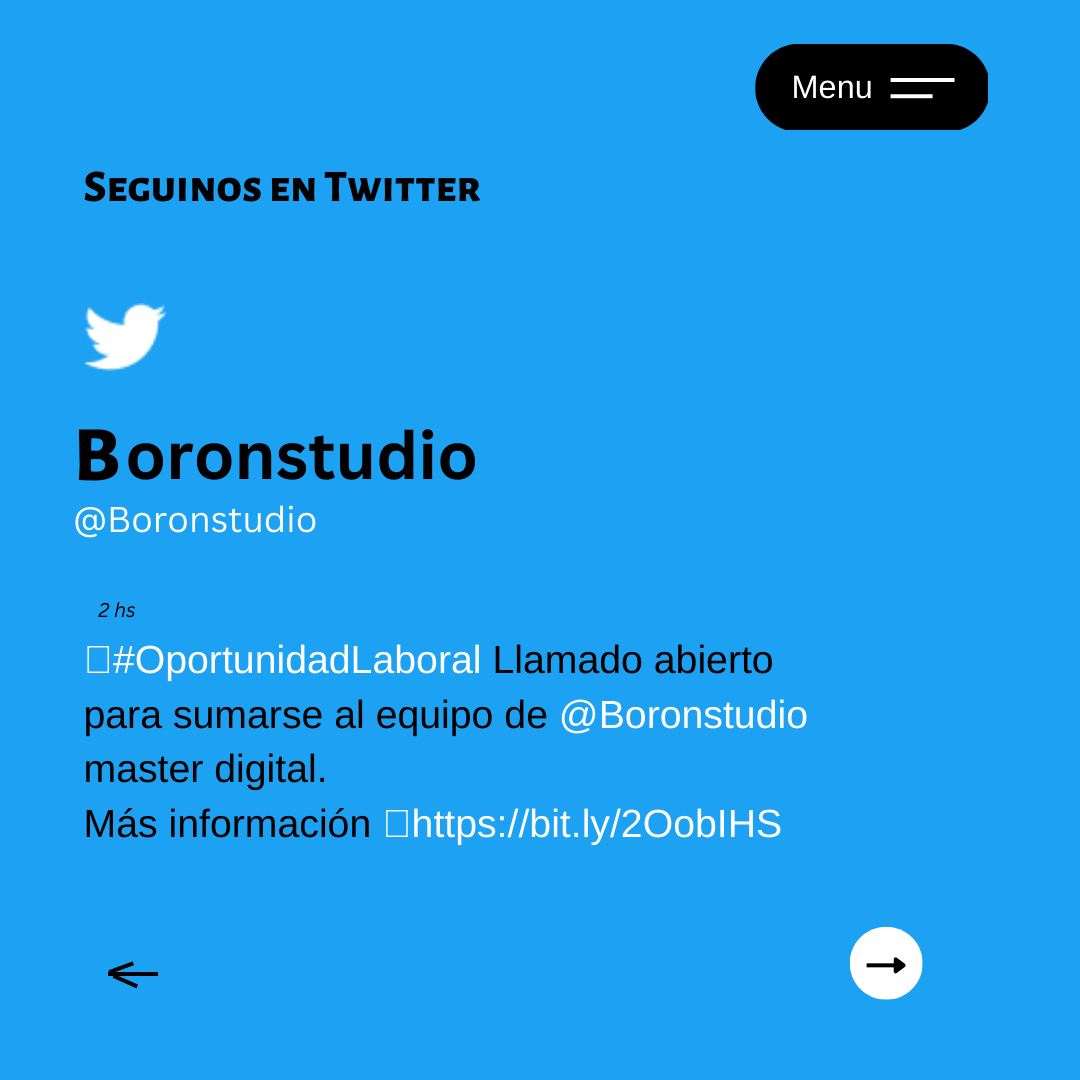 Menu
Seguinos en Twitter
Boronstudio
@Boronstudio
2 hs
#OportunidadLaboral Llamado abierto
para sumarse al equipo de @Boronstudio
master digital.
Más información https://bit.ly/2OobIHS